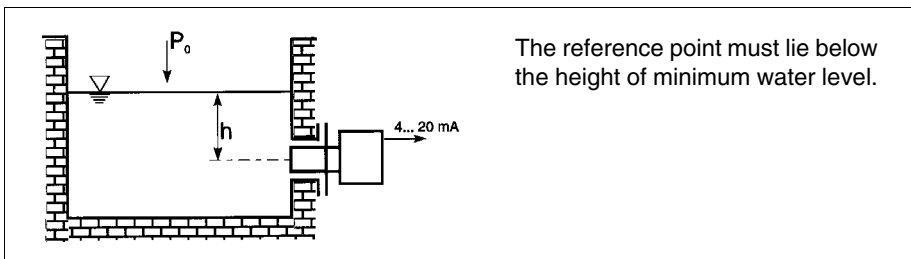 P₀
The reference point must lie below
the height of minimum water level.
h
4... 20 mA